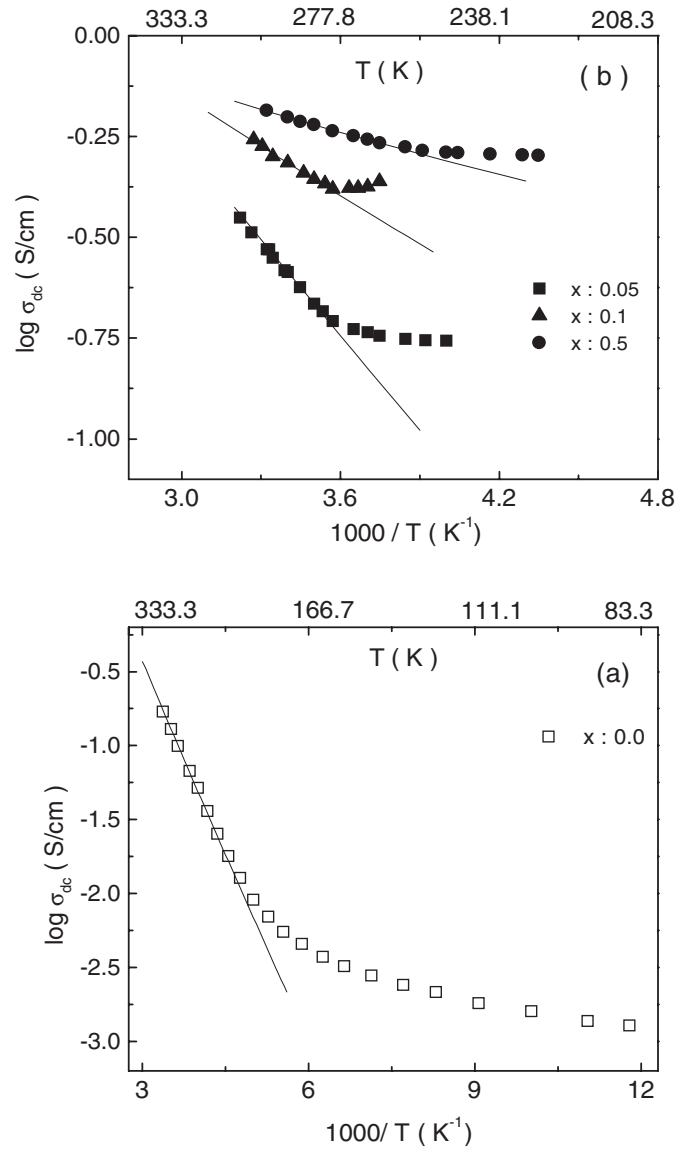 333.3 277.8 238.1 208.3
0.00
T ( K )
( b )
-0.25
-0.50
-0.75
-1.00
log σdc ( S/cm )
x : 0.05
x : 0.1
x : 0.5
3.0 3.6 4.2 4.8
1000 / T ( K-1)
333.3 166.7 111.1 83.3
T ( K )
(a)
-0.5
x : 0.0
-1.0
-1.5
-2.0
-2.5
-3.0
log σdc ( S/cm )
3 6 9 12
1000/ T ( K-1)